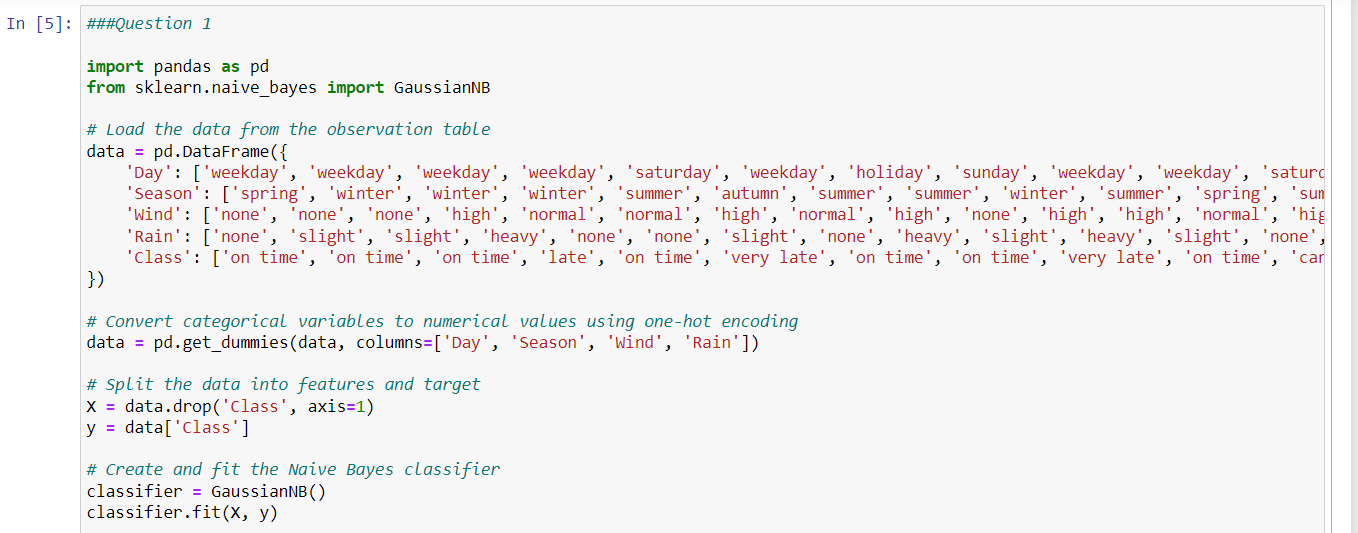 In [5]: ###Question 1
import pandas as pd
from sklearn.naive_bayes import GaussianNB
# Load the data from the observation table
data = pd.DataFrame({
'Day': ['weekday', 'weekday', 'weekday', 'weekday', 'saturday', 'weekday', 'holiday', 'sunday', 'weekday', 'weekday',
'Season': ['spring', 'winter', 'winter', 'winter', 'summer', 'autumn', 'summer', 'summer', 'winter', 'summer', 'spring',
'Wind': ['none', 'none', 'none', 'high', 'normal', 'normal', 'high', 'normal', 'high', 'none', 'high', 'high', 'normal',
'Rain': ['none', 'slight', 'slight', 'heavy', 'none', 'none', 'slight', 'none', 'heavy', 'slight', 'heavy', 'slight', 'none',
'Class': ['on time', 'on time', 'on time', 'late', 'on time', 'very late', 'on time', 'on time', 'very late', 'on time',
})
# Convert categorical variables to numerical values using one-hot encoding
data = pd.get_dummies(data, columns=['Day', 'Season', 'Wind', 'Rain'])
# Split the data into features and target
X = data.drop('Class', axis=1)
y = data['Class']
# Create and fit the Naive Bayes classifier
classifier = GaussianNB()
classifier.fit(X, y)